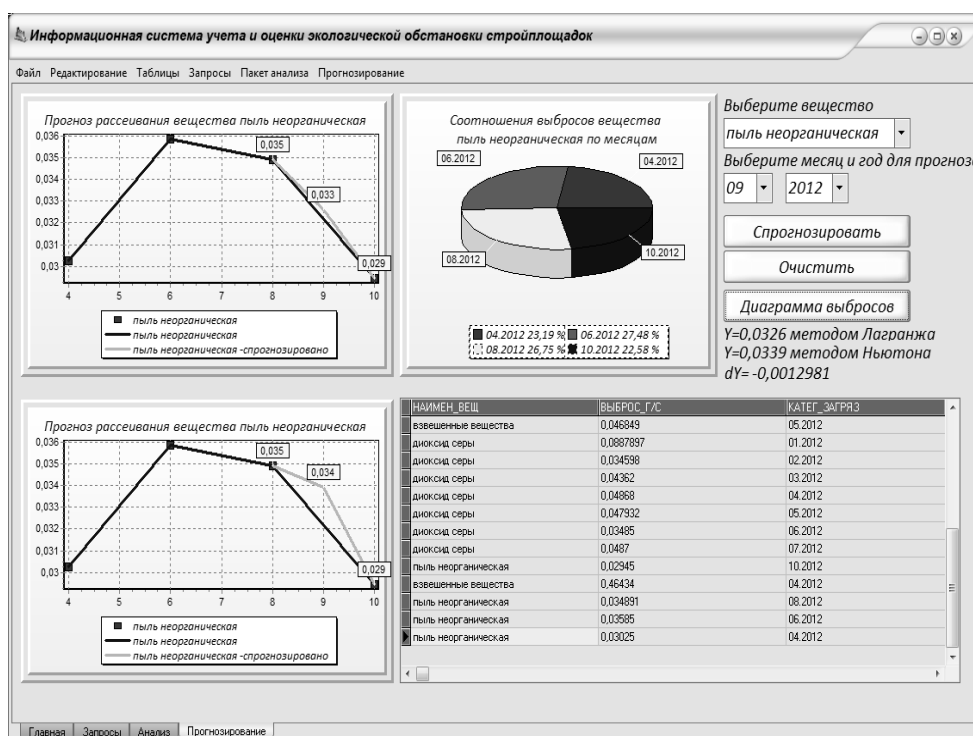 Информационная система учета и оценки экологической обстановки стройплощадок
Файл Редактирование Таблицы Запросы Пакет анализа Прогнозирование
Прогноз рассеивания вещества пыль неорганическая
0,036
0,035
0,034
0,033
0,032
0,031
0,03
0,035
0,033
0,029
4 5 6 7 8 9 10
пыль неорганическая
пыль неорганическая
пыль неорганическая -спрогнозировано
Соотношения выбросов вещества
пыль неорганическая по месяцам
06.2012
04.2012
08.2012
10.2012
04.2012 23,19 % 06.2012 27,48 %
08.2012 26,75 % 10.2012 22,58 %
Выберите вещество
пыль неорганическая
Выберите месяц и год для прогноза
09 2012
Спрогнозировать
Очистить
Диаграмма выбросов
Y=0,0326 методом Лагранжа
Y=0,0339 методом Ньютона
dY= -0,0012981
Прогноз рассеивания вещества пыль неорганическая
0,036
0,035
0,034
0,033
0,032
0,031
0,03
0,035
0,034
0,029
4 5 6 7 8 9 10
пыль неорганическая
пыль неорганическая
пыль неорганическая -спрогнозировано
НАИМЕН_ВЕЩ ВЫБРОС_Г/С КАТЕГ_ЗАГРЯЗ
взвешенные вещества 0,046849 05.2012
диоксид серы 0,0887897 01.2012
диоксид серы 0,034598 02.2012
диоксид серы 0,04362 03.2012
диоксид серы 0,04868 04.2012
диоксид серы 0,047932 05.2012
диоксид серы 0,03485 06.2012
диоксид серы 0,0487 07.2012
пыль неорганическая 0,02945 10.2012
взвешенные вещества 0,46434 04.2012
пыль неорганическая 0,034891 08.2012
пыль неорганическая 0,03585 06.2012
пыль неорганическая 0,03025 04.2012
Главная Запросы Анализ Прогнозирование